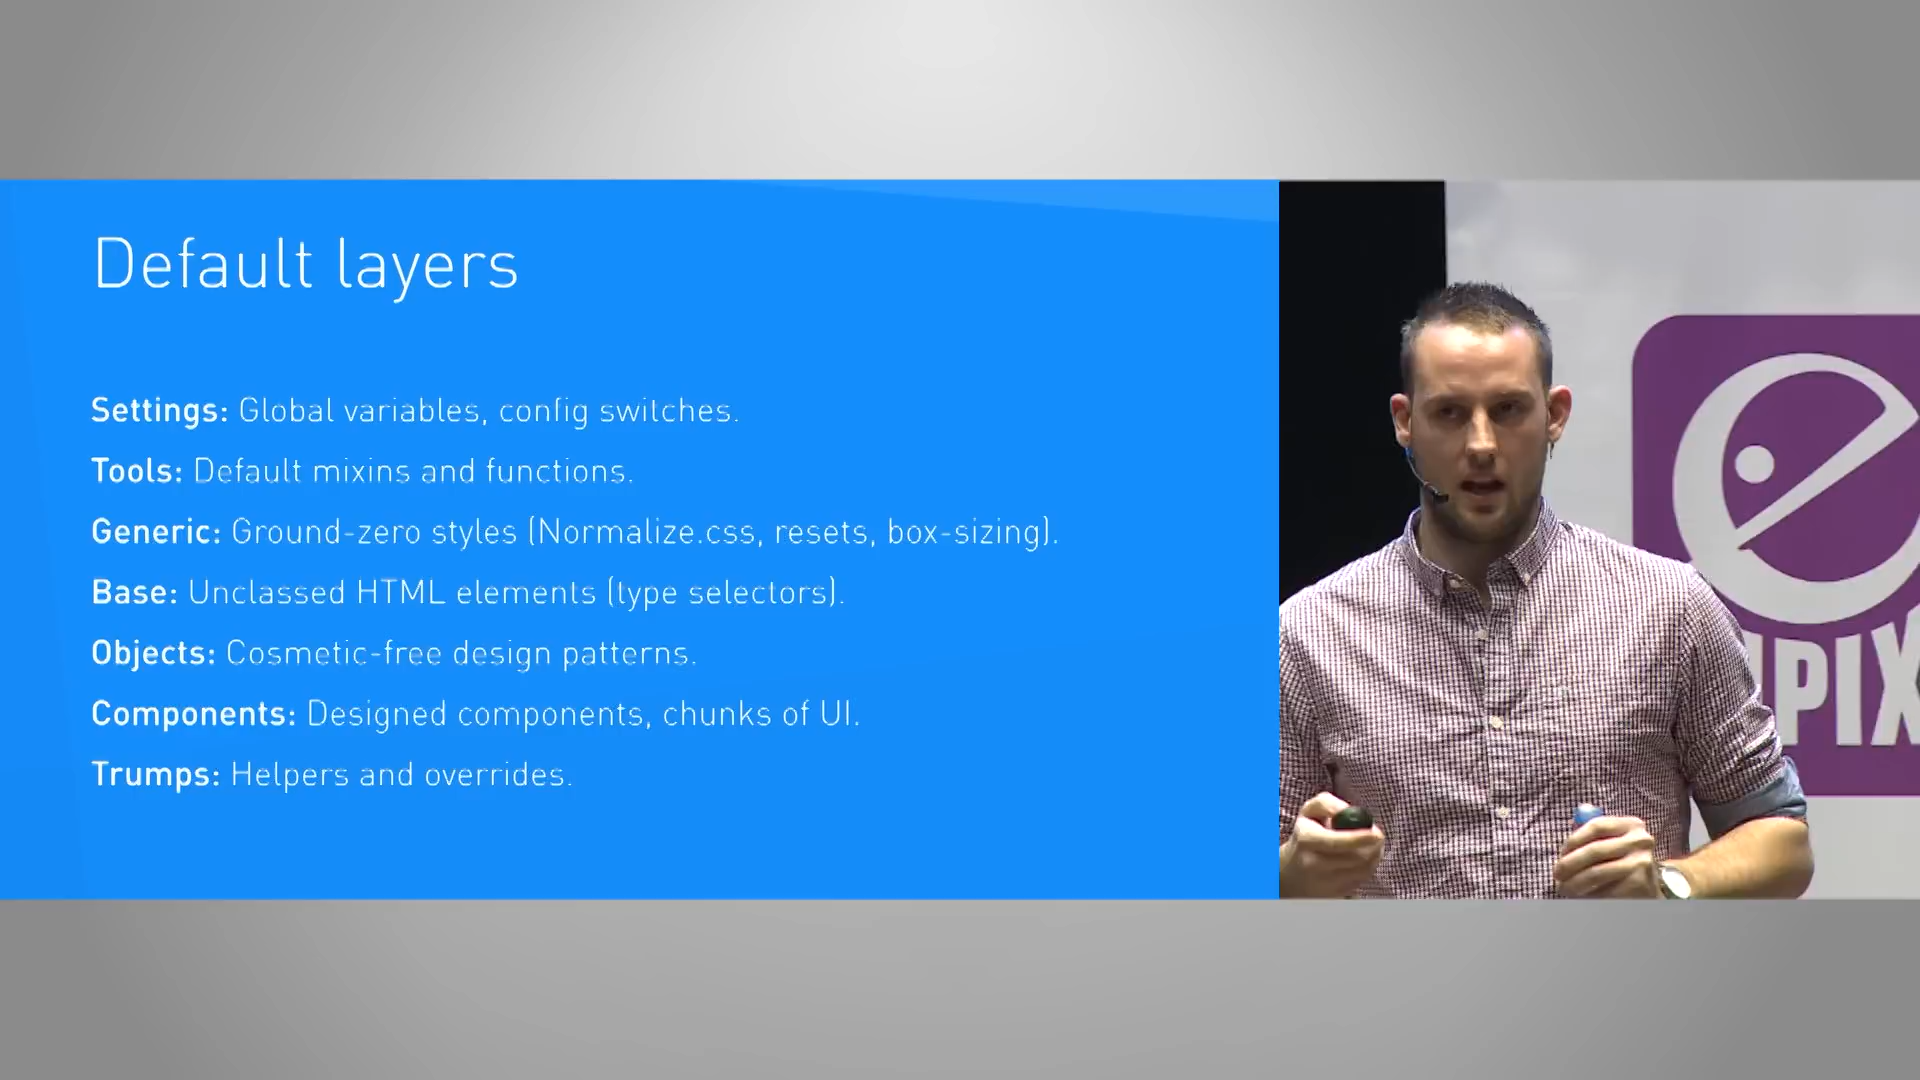 Default layers
Settings: Global variables, config switches.
Tools: Default mixins and functions.
Generic: Ground-zero styles (Normalize.css, resets, box-sizing).
Base: Unclassed HTML elements (type selectors).
Objects: Cosmetic-free design patterns.
Components: Designed components, chunks of UI.
Trumps: Helpers and overrides.